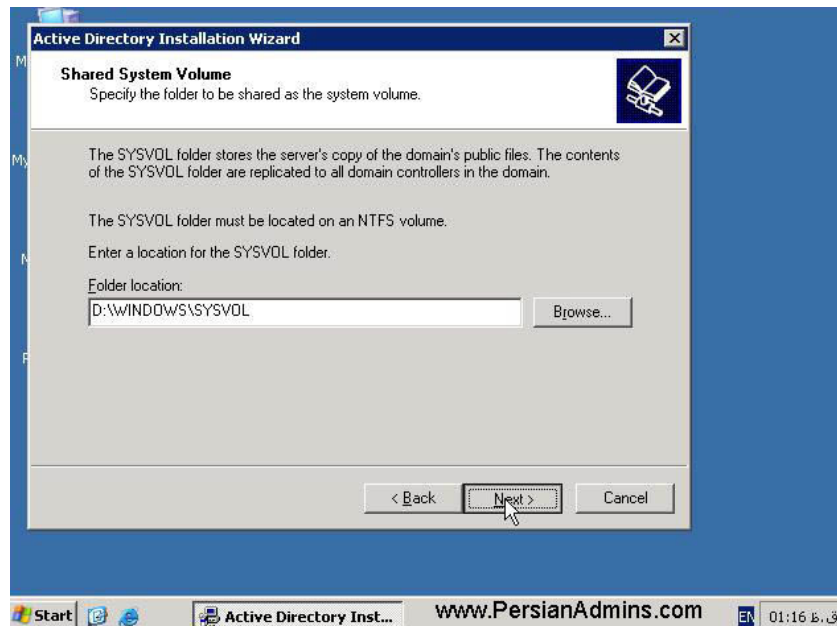 Active Directory Installation Wizard
Shared System Volume
Specify the folder to be shared as the system volume.
The SYSVOL folder stores the server's copy of the domain's public files. The contents
of the SYSVOL folder are replicated to all domain controllers in the domain.
The SYSVOL folder must be located on an NTFS volume.
Enter a location for the SYSVOL folder.
Folder location:
D:\WINDOWS\SYSVOL
Browse...
< Back
Next >
Cancel
Start
Active Directory Inst...
www.PersianAdmins.com
EN
01:16